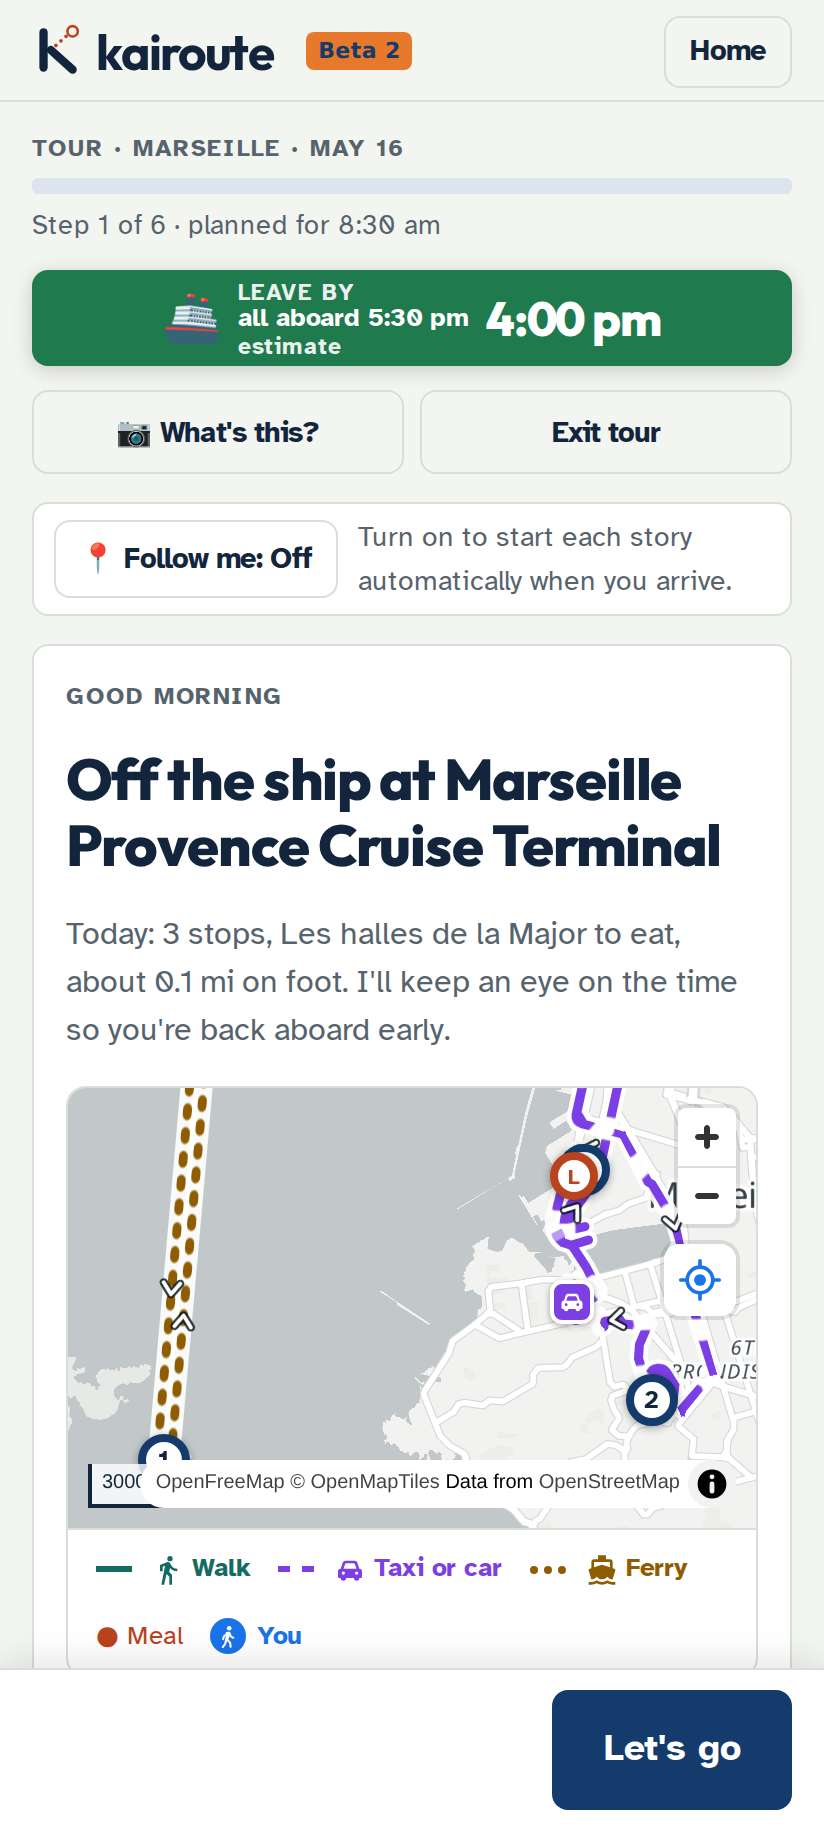 kairoute Beta 2 Home
TOUR · MARSEILLE · MAY 16
Step 1 of 6 · planned for 8:30 am
LEAVE BY
all aboard 5:30 pm 4:00 pm
estimate
What's this? Exit tour
Follow me: Off
Turn on to start each story
automatically when you arrive.
GOOD MORNING
Off the ship at Marseille
Provence Cruise Terminal
Today: 3 stops, Les halles de la Major to eat,
about 0.1 mi on foot. I'll keep an eye on the time
so you're back aboard early.
L
2
1
OpenFreeMap © OpenMapTiles Data from OpenStreetMap
Walk Taxi or car Ferry
Meal You
Let's go